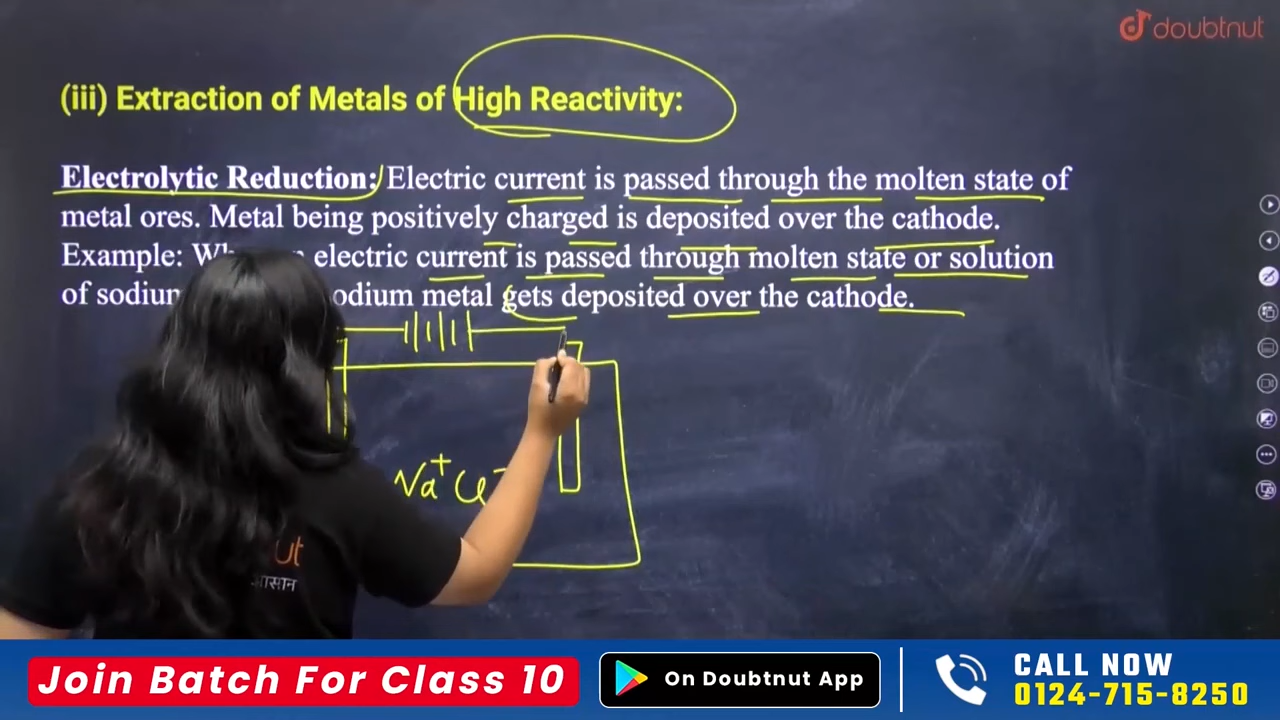 doubtnut
(iii) Extraction of Metals of High Reactivity:
Electrolytic Reduction: Electric current is passed through the molten state of
metal ores. Metal being positively charged is deposited over the cathode.
Example: electric current is passed through molten state or solution
of metal gets deposited over the cathode.
Na⁺ Cl⁻
ut
आसान
Join Batch For Class 10
On Doubtnut App
CALL NOW
0124-715-8250